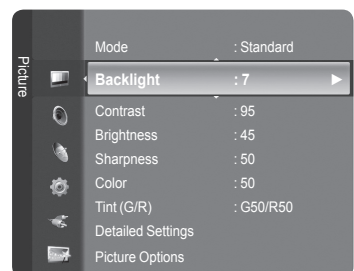 Picture
Mode : Standard
Backlight : 7
Contrast : 95
Brightness : 45
Sharpness : 50
Color : 50
Tint (G/R) : G50/R50
Detailed Settings
Picture Options